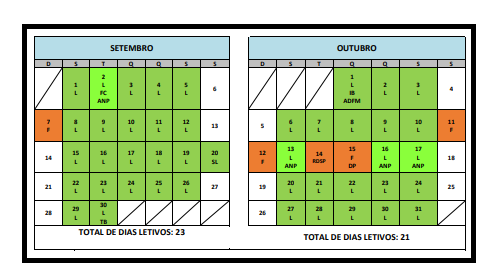 SETEMBRO
D S T Q Q S S
1 L
2 L FC ANP
3 L
4 L
5 L
6
7 F
8 L
9 L
10 L
11 L
12 L
13
14
15 L
16 L
17 L
18 L
19 L
20 SL
21
22 L
23 L
24 L
25 L
26 L
27
28
29 L
30 L TB
TOTAL DE DIAS LETIVOS: 23
OUTUBRO
D S T Q Q S S
1 L IB ADFM
2 L
3 L
4
5
6 L
7 L
8 L
9 L
10 L
11 F
12 F
13 L ANP
14 RDSF
15 F DP
16 L ANP
17 L ANP
18
19
20 L
21 L
22 L
23 L
24 L
25
26
27 L
28 L
29 L
30 L
31 L
TOTAL DE DIAS LETIVOS: 21